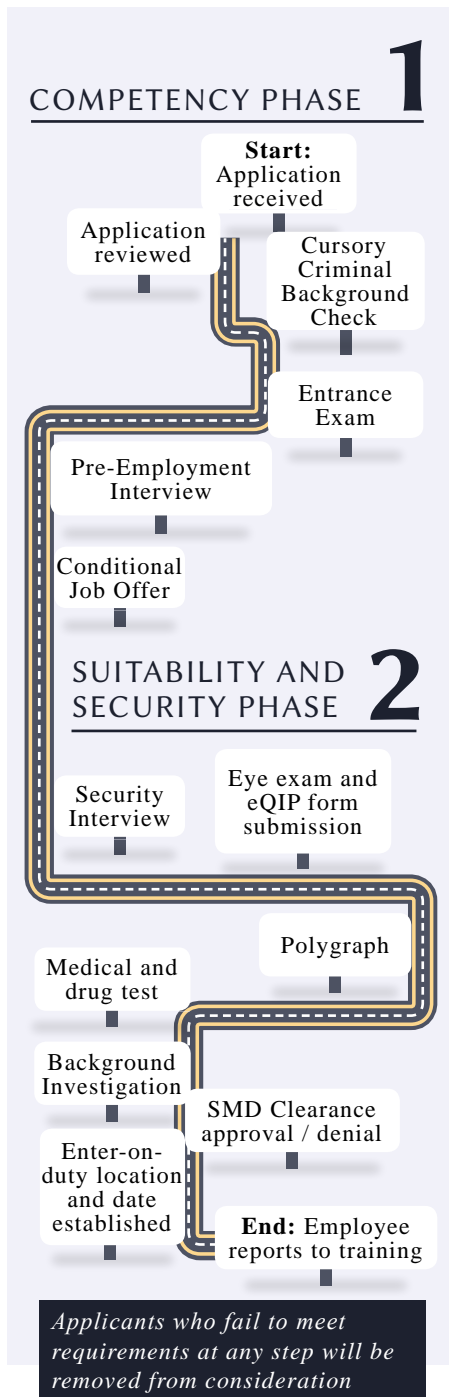 COMPETENCY PHASE 1
Start:
Application
received
Application
reviewed
Cursory
Criminal
Background
Check
Entrance
Exam
Pre-Employment
Interview
Conditional
Job Offer
SUITABILITY AND
SECURITY PHASE 2
Security
Interview
Eye exam and
eQIP form
submission
Polygraph
Medical and
drug test
Background
Investigation
SMD Clearance
approval / denial
Enter-on-
duty location
and date
established
End: Employee
reports to training
Applicants who fail to meet
requirements at any step will be
removed from consideration